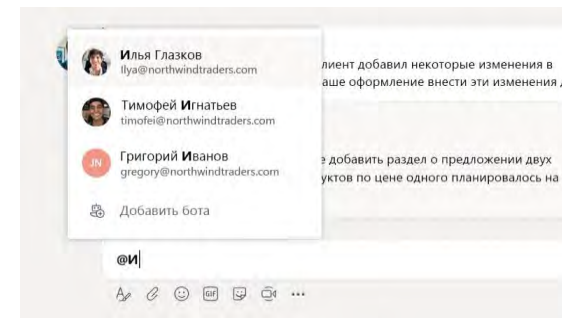 Илья Глазков
Ilya@northwindtraders.com
лиент добавил некоторые изменения в
аше оформление внести эти изменения
Тимофей Игнатьев
timofei@northwindtraders.com
JN
Григорий Иванов
gregory@northwindtraders.com
е добавить раздел о предложении двух
уктов по цене одного планировалось на
Добавить бота
@И
GIF